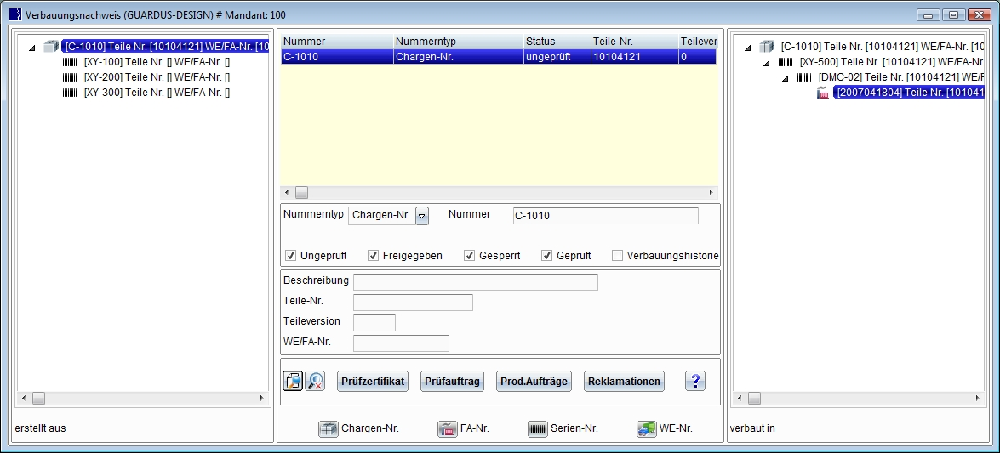 Verbauungsnachweis (GUARDUS-DESIGN) # Mandant: 100
[C-1010] Teile Nr. [10104121] WE/FA-Nr. [10
[XY-100] Teile Nr. [] WE/FA-Nr. []
[XY-200] Teile Nr. [] WE/FA-Nr. []
[XY-300] Teile Nr. [] WE/FA-Nr. []
erstellt aus
Nummer Nummerntyp Status Teile-Nr. Teilever
C-1010 Chargen-Nr. ungeprüft 10104121 0
Nummerntyp Chargen-Nr. Nummer C-1010
Ungeprüft Freigegeben Gesperrt Geprüft Verbauungshistorie
Beschreibung
Teile-Nr.
Teileversion
WE/FA-Nr.
Prüfzertifikat Prüfauftrag Prod.Aufträge Reklamationen ?
Chargen-Nr. FA-Nr. Serien-Nr. WE-Nr.
[C-1010] Teile Nr. [10104121] WE/FA-Nr. [10
[XY-500] Teile Nr. [10104121] WE/FA-Nr
[DMC-02] Teile Nr. [10104121] WE/F
[2007041804] Teile Nr. [101041
verbaut in